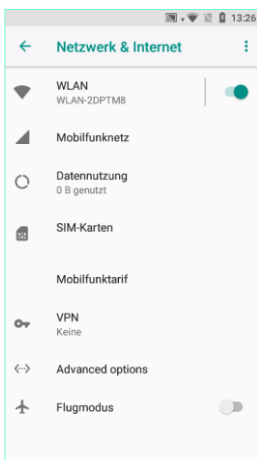 13:26
Netzwerk & Internet
WLAN
WLAN-2DPTM8
Mobilfunknetz
Datennutzung
0 B genutzt
SIM-Karten
Mobilfunktarif
VPN
Keine
Advanced options
Flugmodus